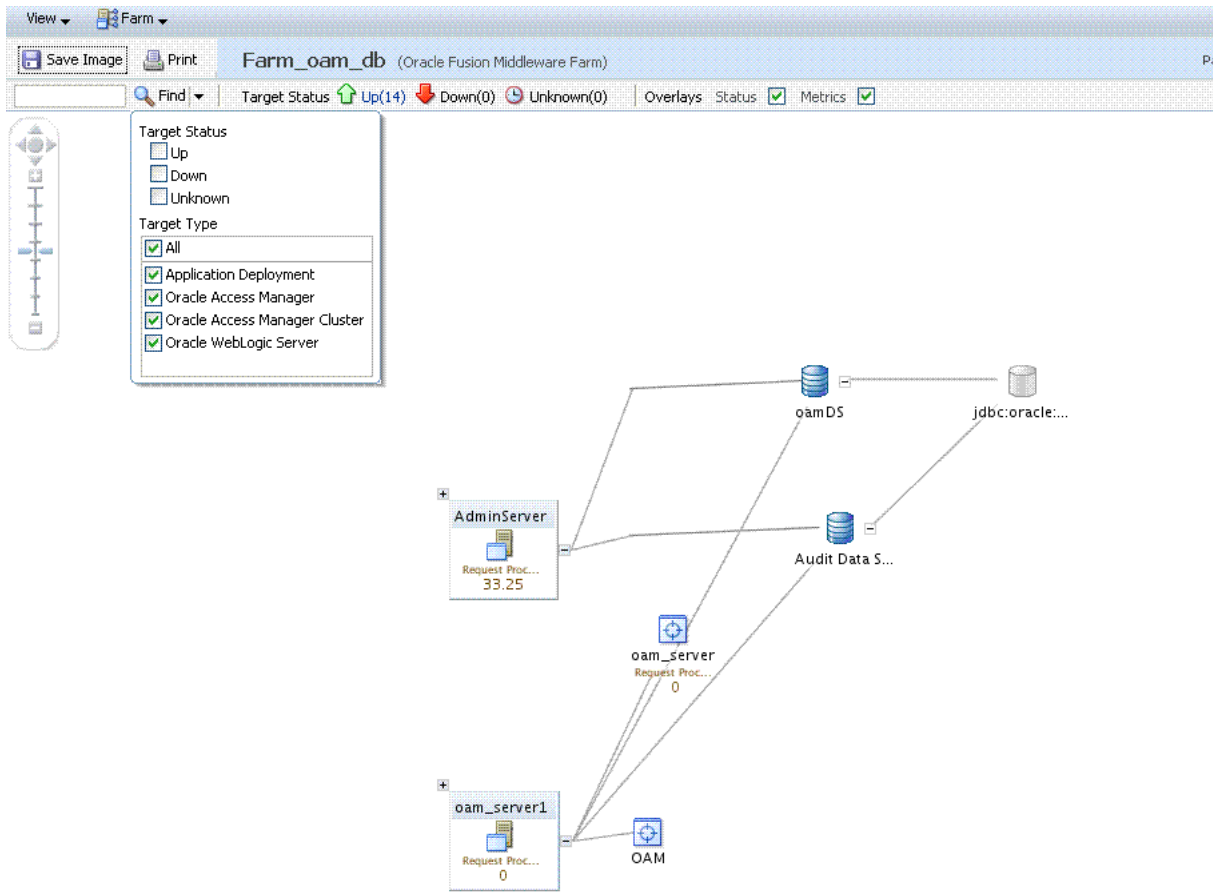 View Farm
Save Image Print Farm_oam_db (Oracle Fusion Middleware Farm)
Find Target Status Up(14) Down(0) Unknown(0) Overlays Status Metrics
Target Status
Up
Down
Unknown
Target Type
All
Application Deployment
Oracle Access Manager
Oracle Access Manager Cluster
Oracle WebLogic Server
oamDS
jdbc:oracle:...
AdminServer
Request Proc...
33.25
Audit Data S...
oam_server
Request Proc...
0
oam_server1
Request Proc...
0
OAM